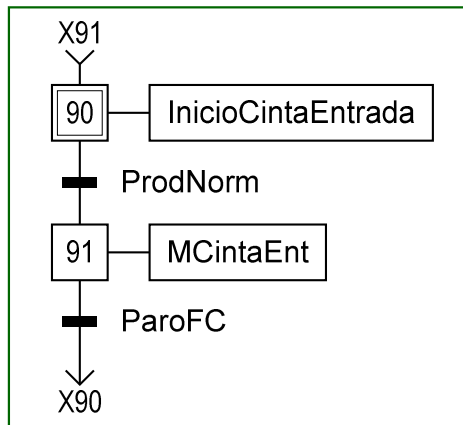 X91
90 InicioCintaEntrada
ProdNorm
91 MCintaEnt
ParoFC
X90